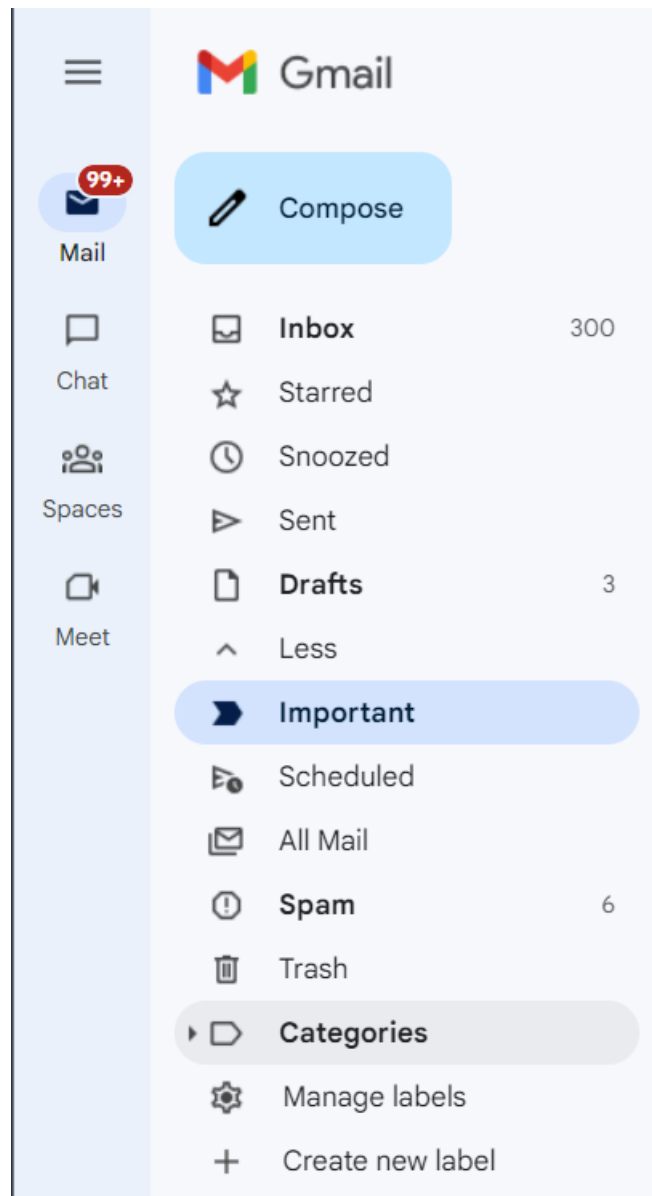 Gmail
99+
Compose
Mail
Inbox 300
Chat
Starred
Snoozed
Spaces
Sent
Drafts 3
Meet
Less
Important
Scheduled
All Mail
Spam 6
Trash
Categories
Manage labels
Create new label